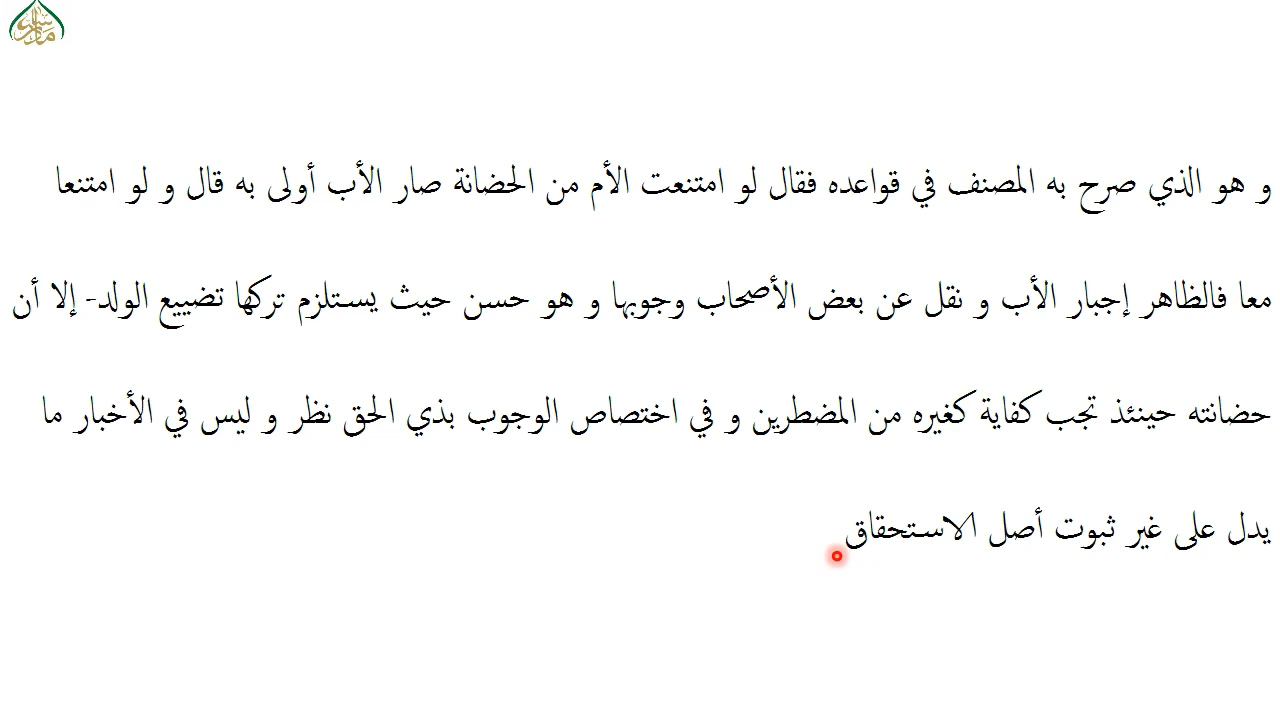 و هو الذي صرح به المصنف في قواعده فقال لو امتنعت الأم من الحضانة صار الأب أولى به قال و لو امتنعا
معا فالظاهر إجبار الأب و نقل عن بعض الأصحاب وجوبها و هو حسن حيث يستلزم تركها تضييع الولد- إلا أن
حضانته حينئذ تجب كفاية كغيره من المضطرين و في اختصاص الوجوب بذي الحق نظر و ليس في الأخبار ما
يدل على غير ثبوت أصل الاستحقاق